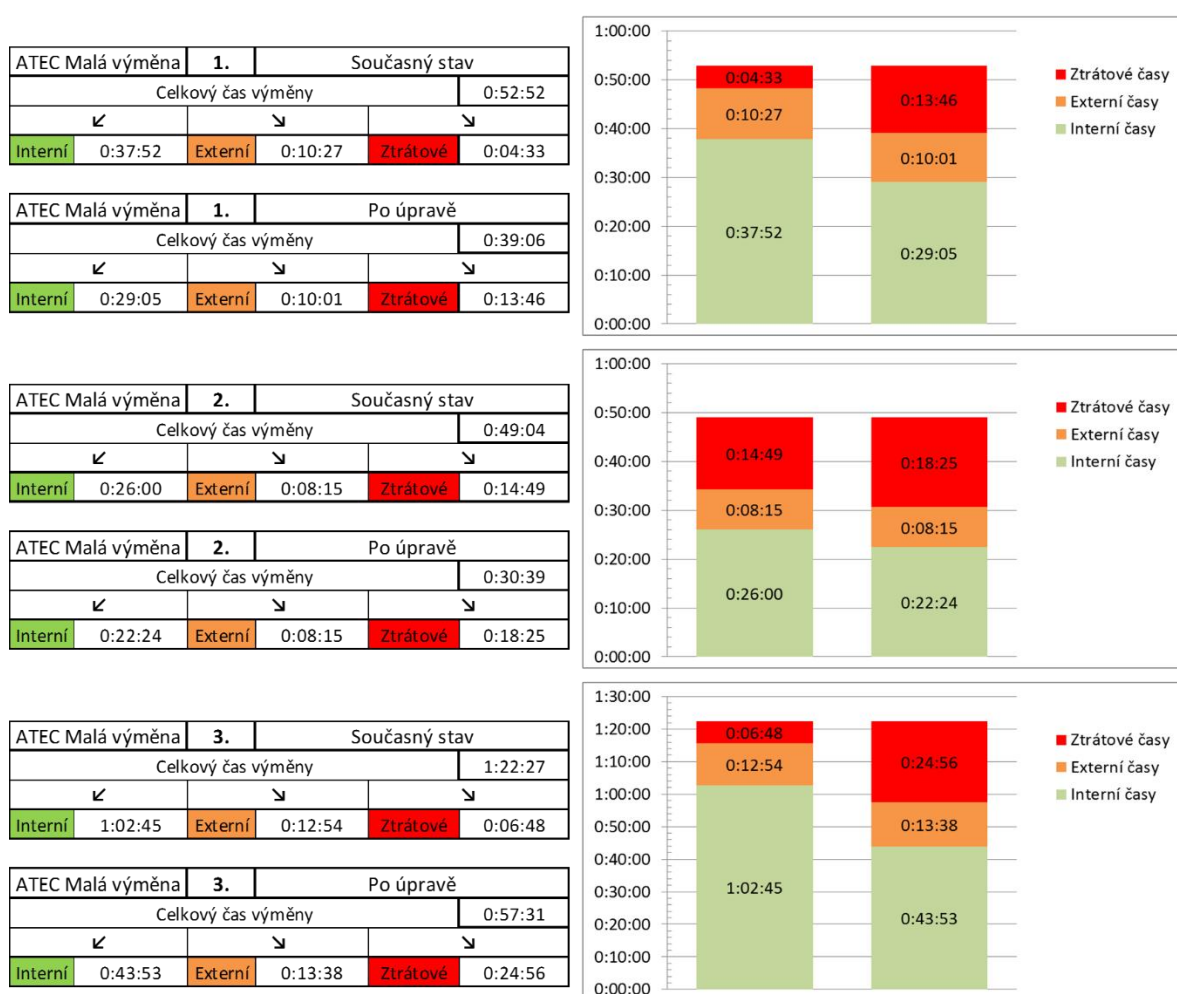 ATEC Malá výměna 1. Současný stav
Celkový čas výměny 0:52:52
↙ ↘ ↘
Interní 0:37:52 Externí 0:10:27 Ztrátové 0:04:33
ATEC Malá výměna 1. Po úpravě
Celkový čas výměny 0:39:06
↙ ↘ ↘
Interní 0:29:05 Externí 0:10:01 Ztrátové 0:13:46
1:00:00
0:50:00
0:40:00
0:30:00
0:20:00
0:10:00
0:00:00
0:04:33
0:10:27
0:37:52
0:13:46
0:10:01
0:29:05
Ztrátové časy
Externí časy
Interní časy
ATEC Malá výměna 2. Současný stav
Celkový čas výměny 0:49:04
↙ ↘ ↘
Interní 0:26:00 Externí 0:08:15 Ztrátové 0:14:49
ATEC Malá výměna 2. Po úpravě
Celkový čas výměny 0:30:39
↙ ↘ ↘
Interní 0:22:24 Externí 0:08:15 Ztrátové 0:18:25
1:00:00
0:50:00
0:40:00
0:30:00
0:20:00
0:10:00
0:00:00
0:14:49
0:08:15
0:26:00
0:18:25
0:08:15
0:22:24
Ztrátové časy
Externí časy
Interní časy
ATEC Malá výměna 3. Současný stav
Celkový čas výměny 1:22:27
↙ ↘ ↘
Interní 1:02:45 Externí 0:12:54 Ztrátové 0:06:48
ATEC Malá výměna 3. Po úpravě
Celkový čas výměny 0:57:31
↙ ↘ ↘
Interní 0:43:53 Externí 0:13:38 Ztrátové 0:24:56
1:30:00
1:20:00
1:10:00
1:00:00
0:50:00
0:40:00
0:30:00
0:20:00
0:10:00
0:00:00
0:06:48
0:12:54
1:02:45
0:24:56
0:13:38
0:43:53
Ztrátové časy
Externí časy
Interní časy